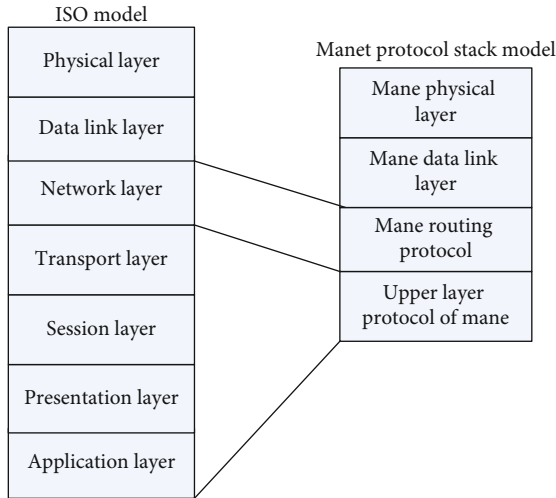 ISO model
Physical layer
Data link layer
Network layer
Transport layer
Session layer
Presentation layer
Application layer
Manet protocol stack model
Mane physical
layer
Mane data link
layer
Mane routing
protocol
Upper layer
protocol of mane